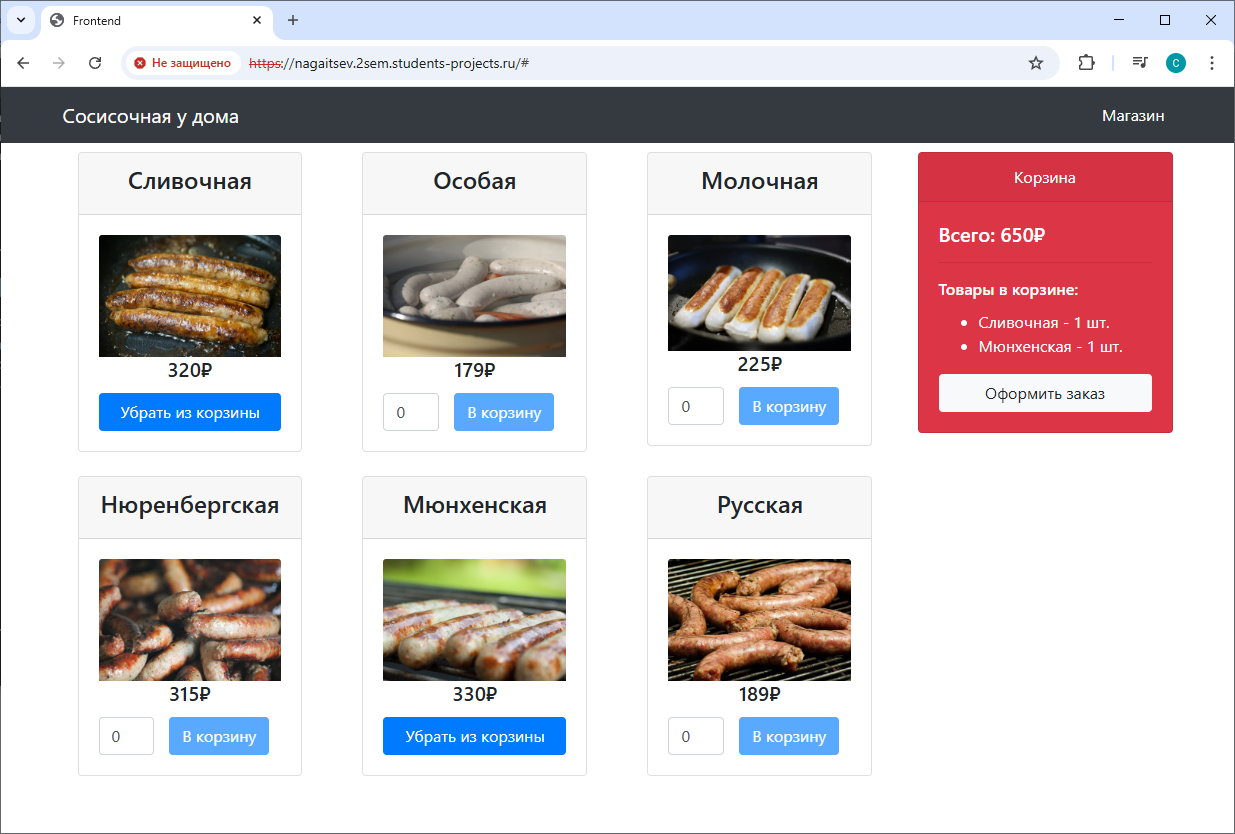 Frontend
Не защищено https://nagaitsev.2sem.students-projects.ru/#
C
Сосисочная у дома
Магазин
Сливочная
320₽
Убрать из корзины
Особая
179₽
0 В корзину
Молочная
225₽
0 В корзину
Нюренбергская
315₽
0 В корзину
Мюнхенская
330₽
Убрать из корзины
Русская
189₽
0 В корзину
Корзина
Всего: 650₽
Товары в корзине:
• Сливочная - 1 шт.
• Мюнхенская - 1 шт.
Оформить заказ